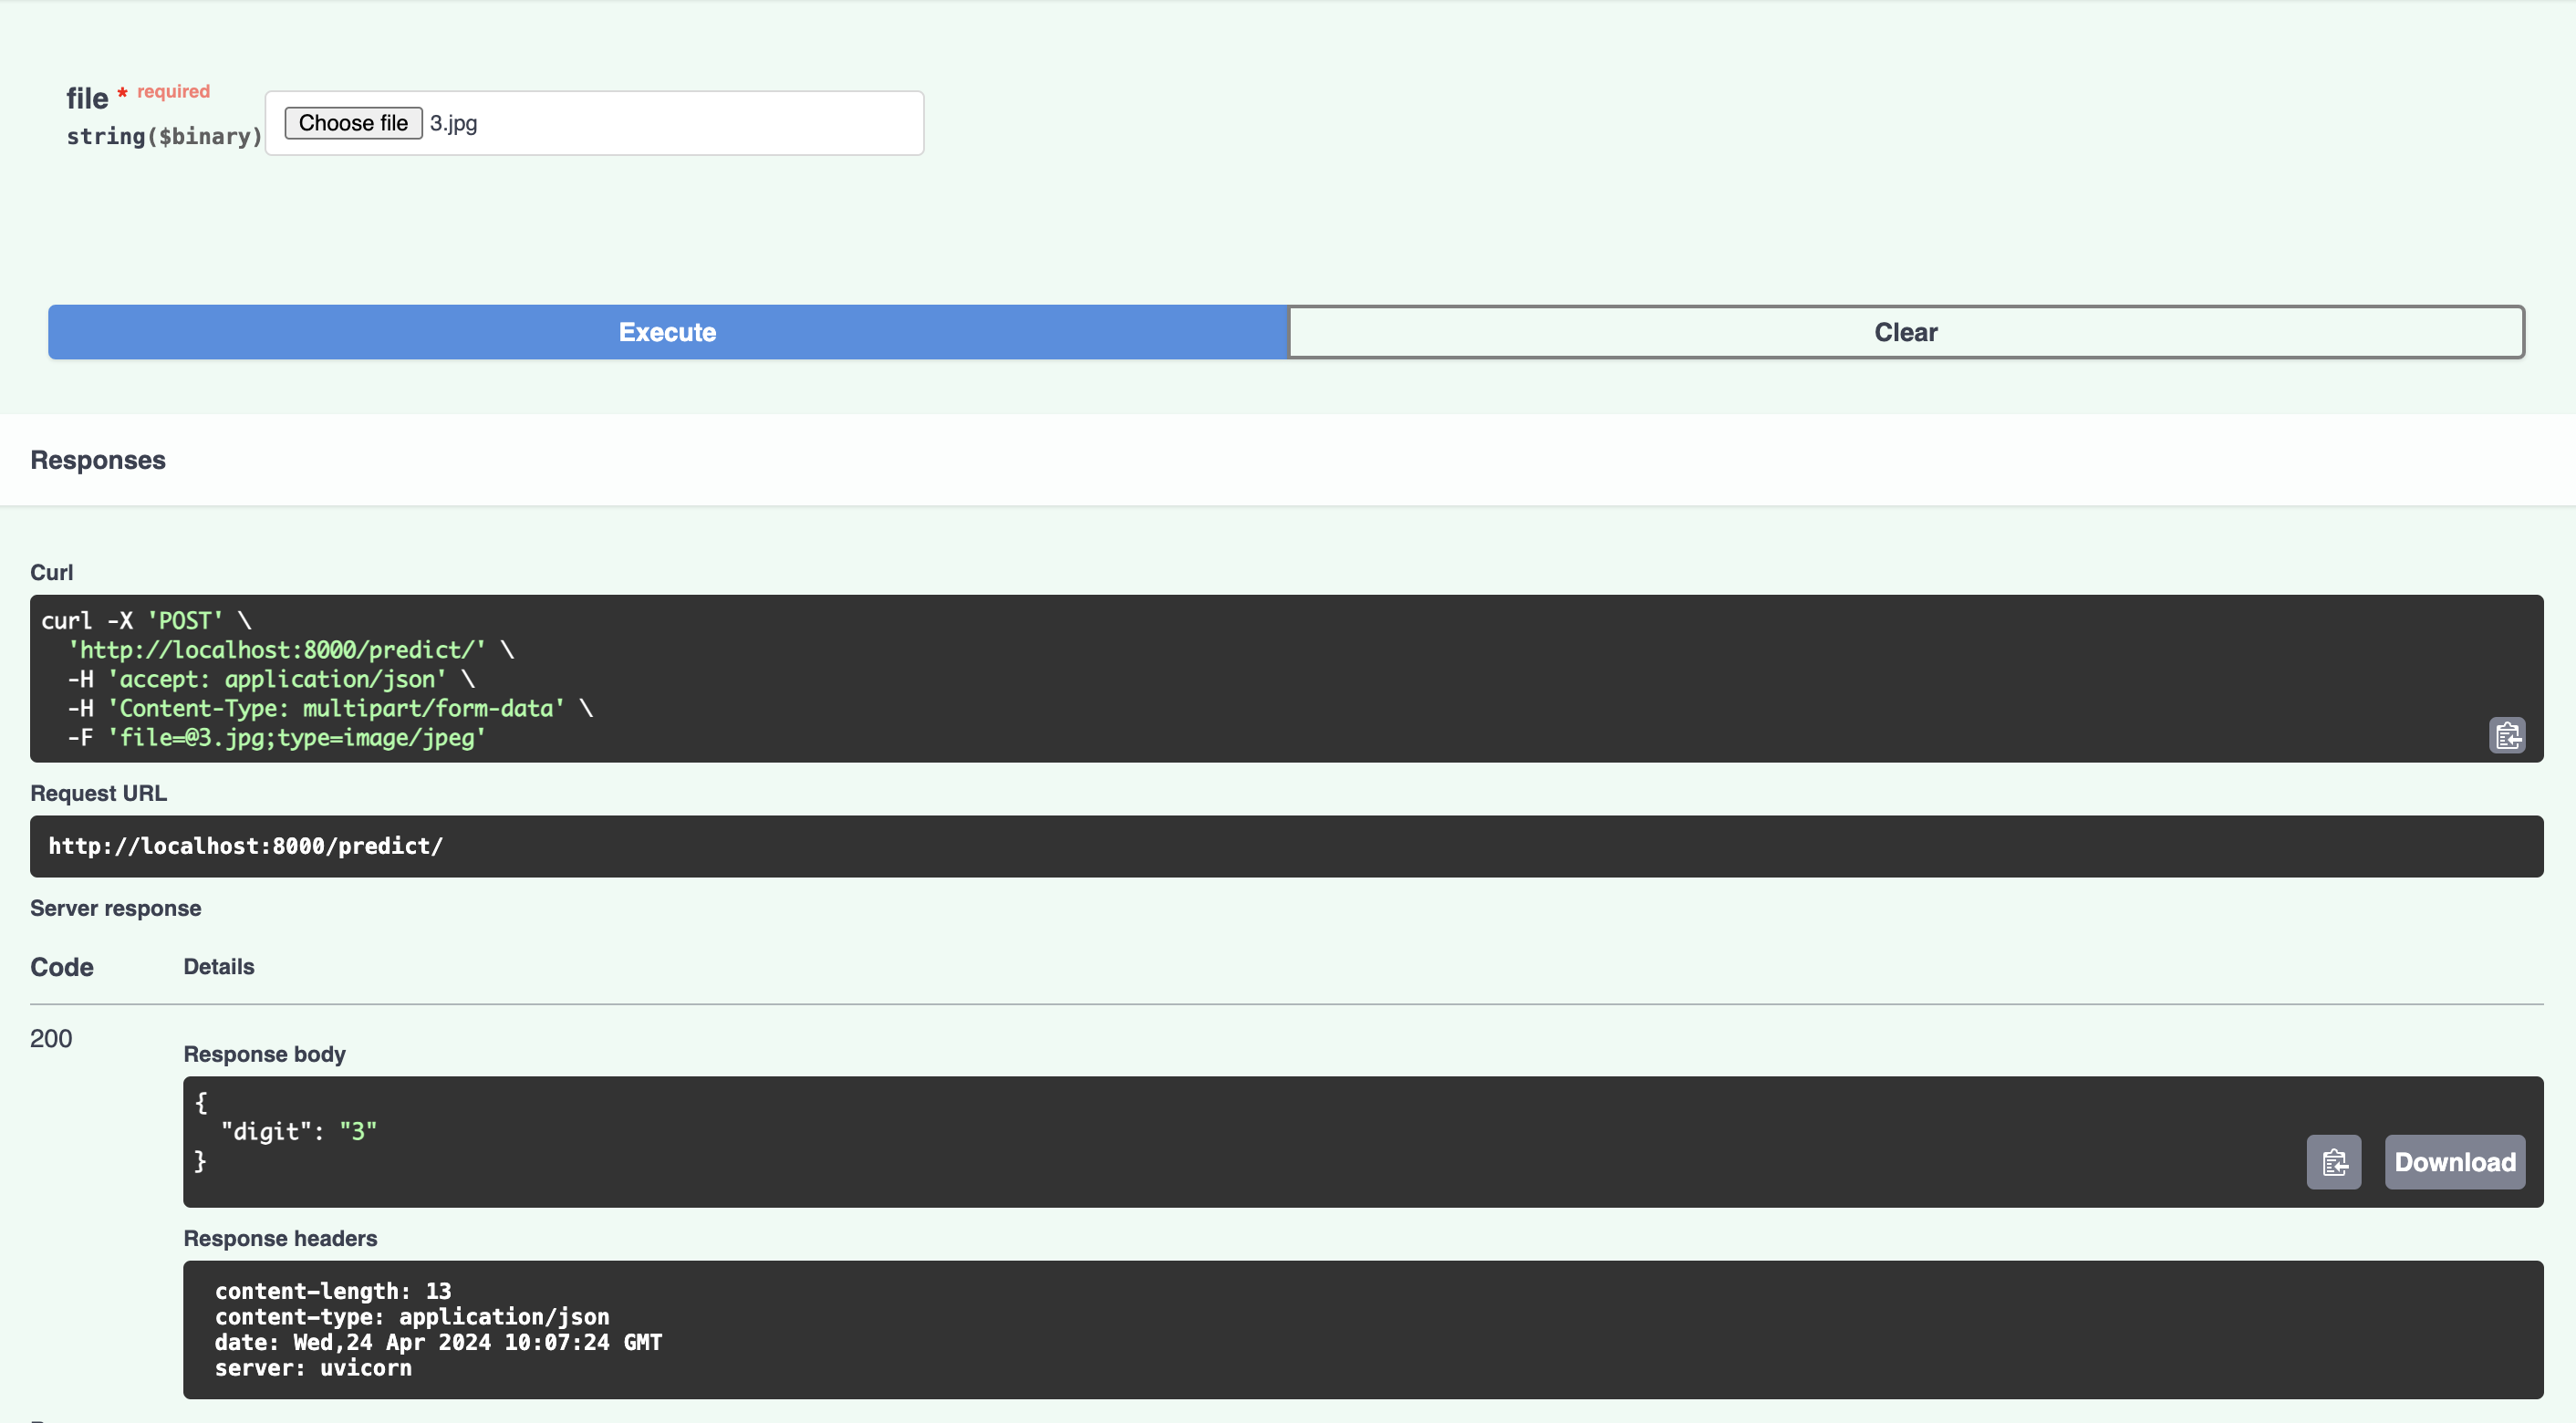 file * required
string($binary)
Choose file 3.jpg
Execute
Clear
Responses
Curl
curl -X 'POST' \
  'http://localhost:8000/predict/' \
  -H 'accept: application/json' \
  -H 'Content-Type: multipart/form-data' \
  -F 'file=@3.jpg;type=image/jpeg'
Request URL
http://localhost:8000/predict/
Server response
Code Details
200
Response body
{
  "digit": "3"
}
Download
Response headers
content-length: 13
content-type: application/json
date: Wed,24 Apr 2024 10:07:24 GMT
server: uvicorn